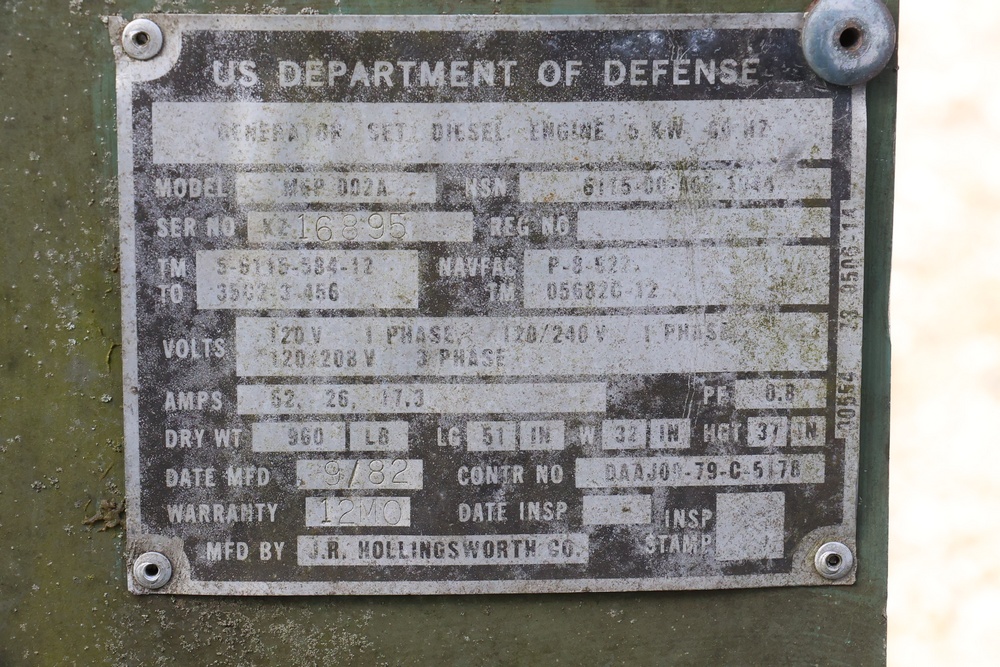 US DEPARTMENT OF DEFENSE
GENERATOR SET, DIESEL ENGINE 5 KW 60 HZ
MODEL MEP 002A NSN
SER NO KZ 16895 REG NO
TM 5-6115-584-12 NAVFAC P-8-622
TO 35C2-3-456 TM 05682C-12
VOLTS 120 V 1 PHASE, 120/240 V 1 PHASE
120/208 V 3 PHASE
AMPS 52, 26, 17.3 PF 0.8
DRY WT 960 LB LG 51 IN W 32 IN HGT 37 IN
DATE MFD 9/82 CONTR NO DAAJ09-79-C-5178
WARRANTY 12MO DATE INSP INSP
STAMP
MFD BY J.R. HOLLINGSWORTH CO.